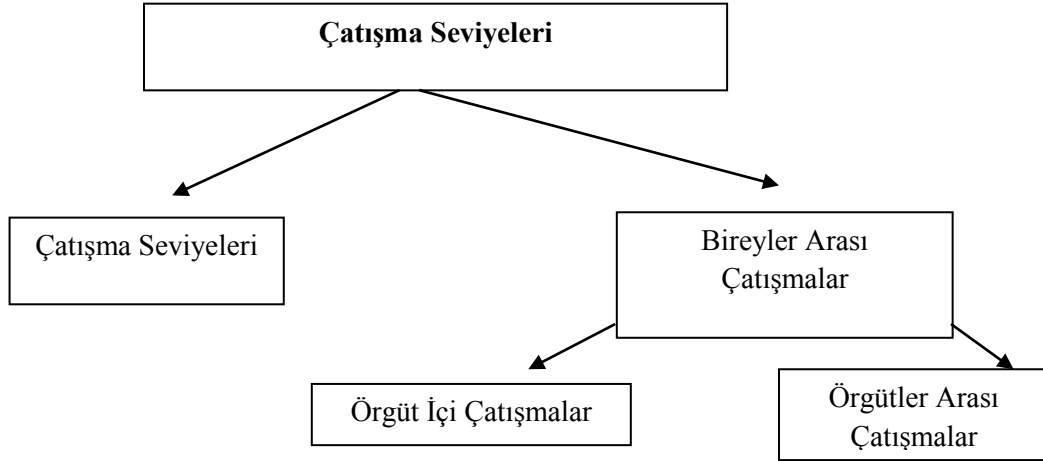 Çatışma Seviyeleri
Çatışma Seviyeleri
Bireyler Arası
Çatışmalar
Örgüt İçi Çatışmalar
Örgütler Arası
Çatışmalar